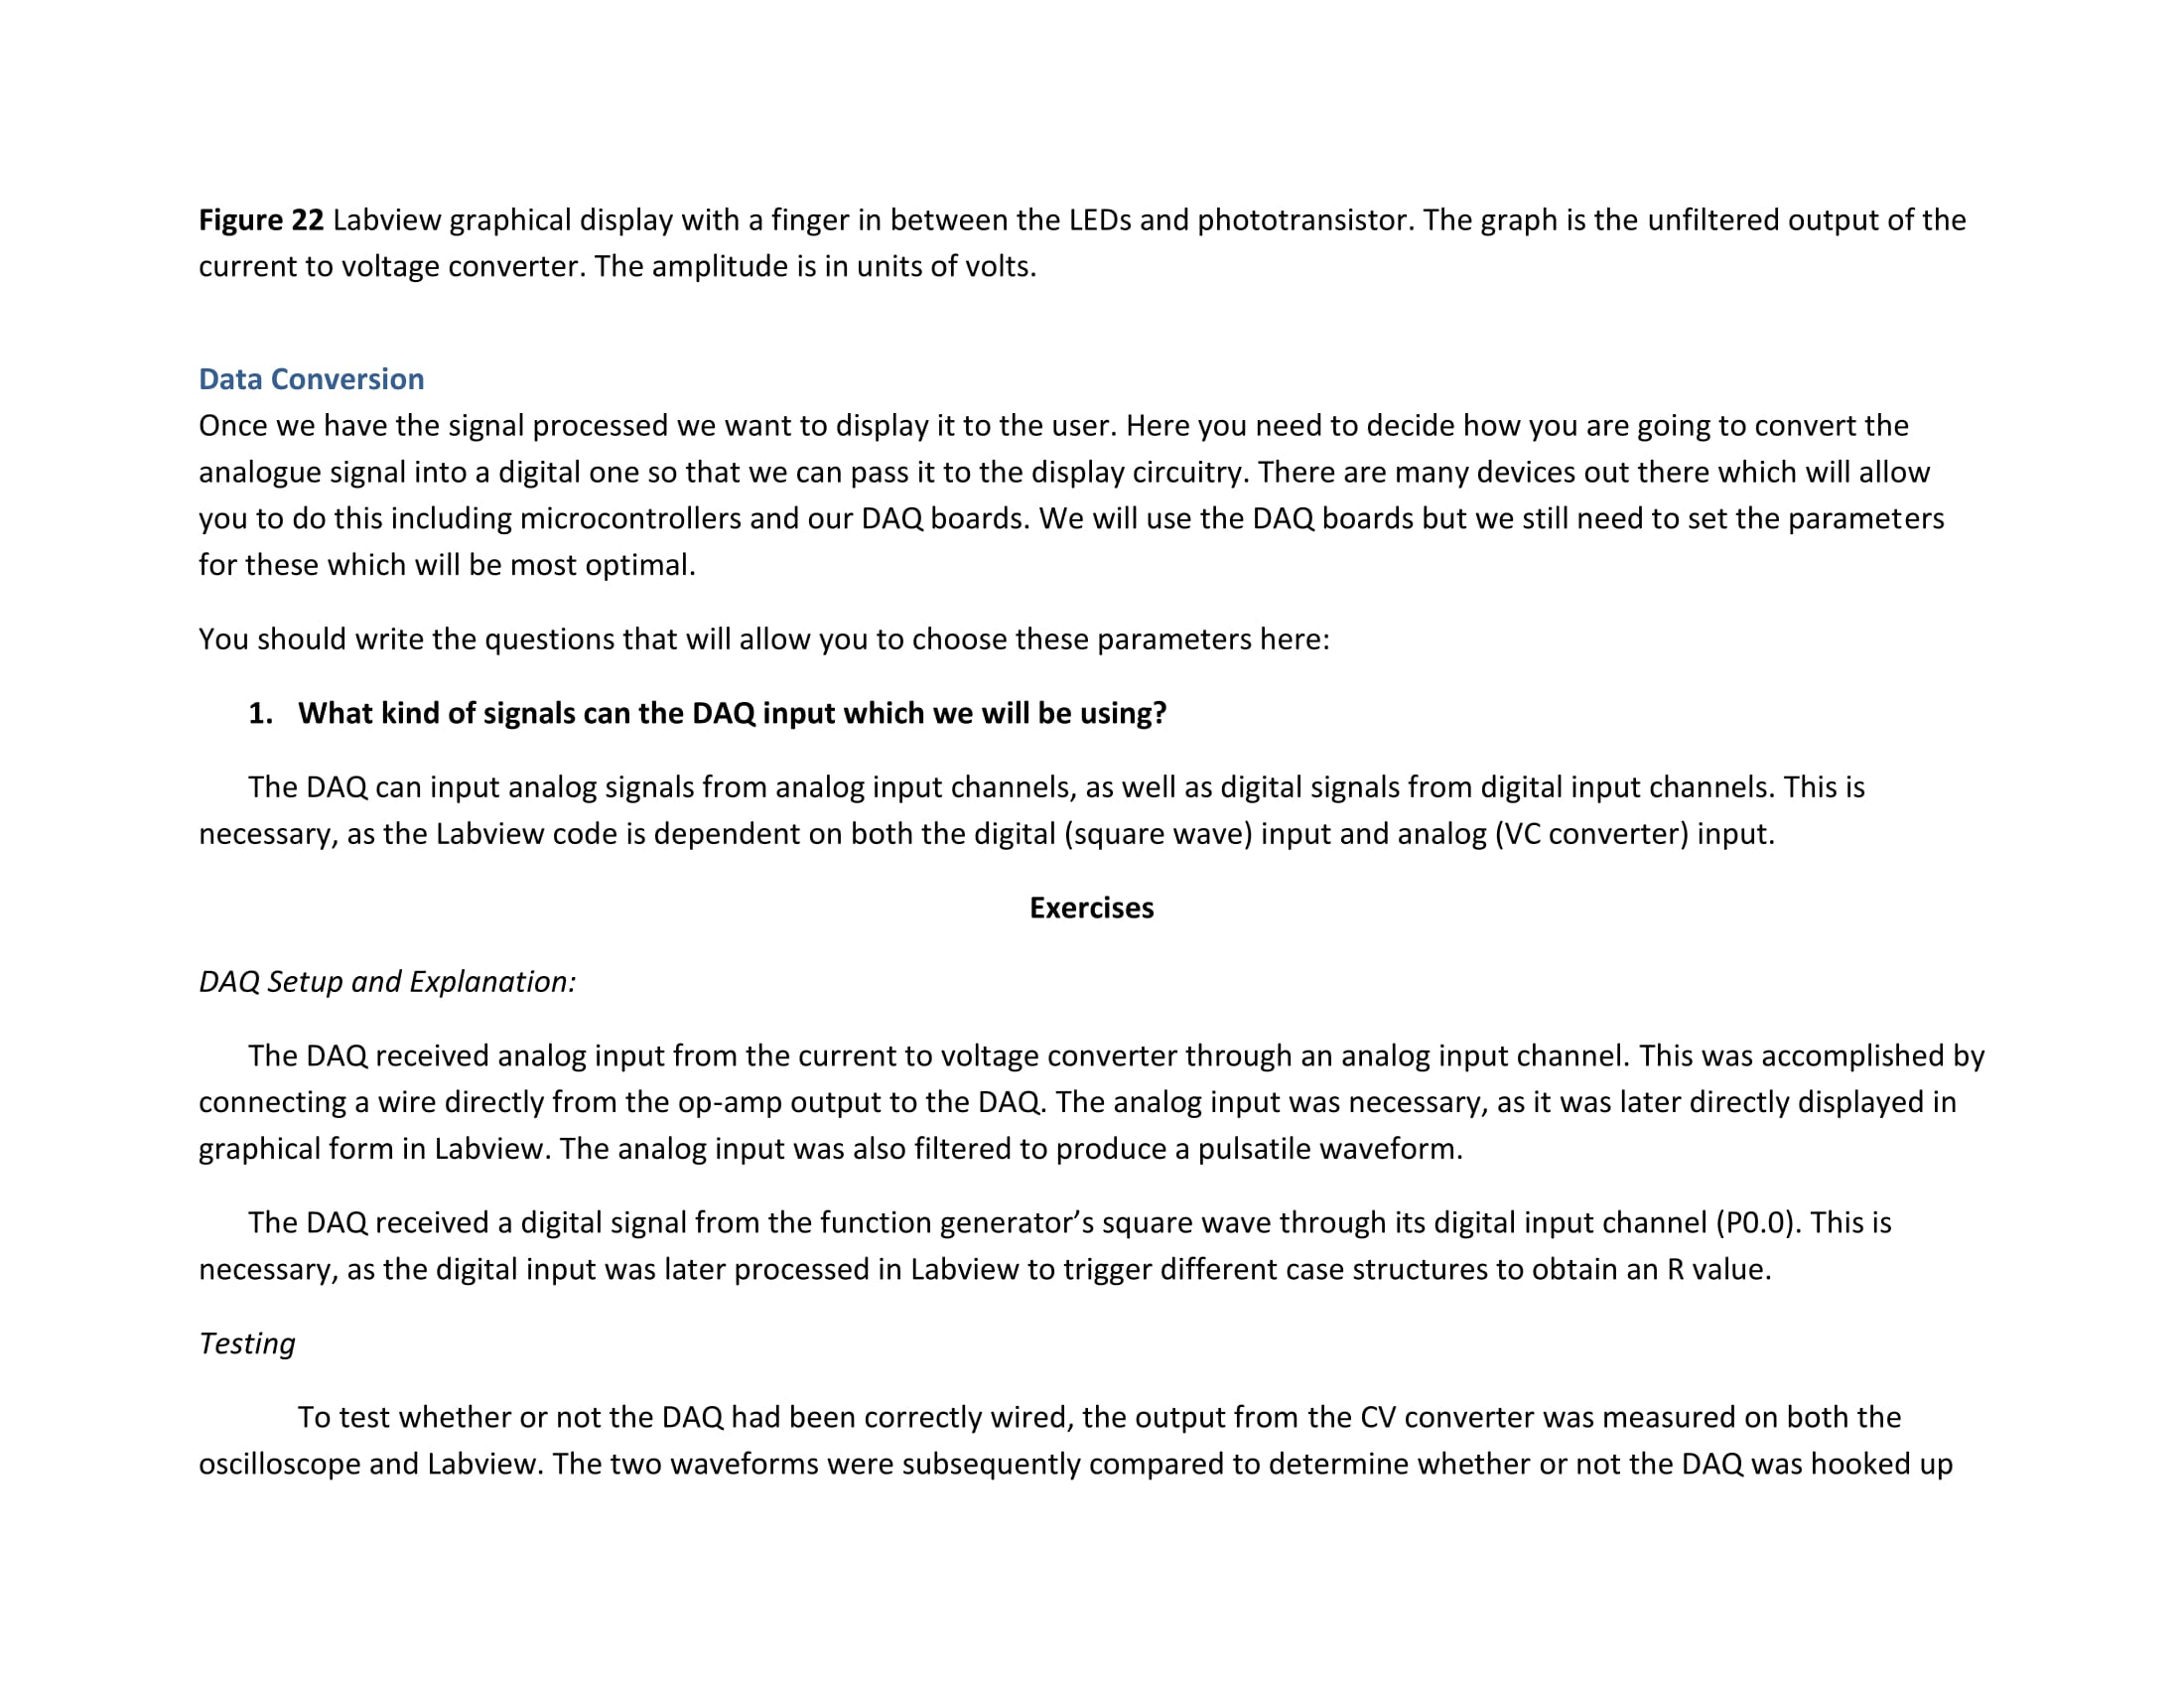 Figure 22 Labview graphical display with a finger in between the LEDs and phototransistor. The graph is the unfiltered output of the
current to voltage converter. The amplitude is in units of volts.
Data Conversion
Once we have the signal processed we want to display it to the user. Here you need to decide how you are going to convert the
analogue signal into a digital one so that we can pass it to the display circuitry. There are many devices out there which will allow
you to do this including microcontrollers and our DAQ boards. We will use the DAQ boards but we still need to set the parameters
for these which will be most optimal.
You should write the questions that will allow you to choose these parameters here:
1. What kind of signals can the DAQ input which we will be using?
The DAQ can input analog signals from analog input channels, as well as digital signals from digital input channels. This is
necessary, as the Labview code is dependent on both the digital (square wave) input and analog (VC converter) input.
Exercises
DAQ Setup and Explanation:
The DAQ received analog input from the current to voltage converter through an analog input channel. This was accomplished by
connecting a wire directly from the op-amp output to the DAQ. The analog input was necessary, as it was later directly displayed in
graphical form in Labview. The analog input was also filtered to produce a pulsatile waveform.
The DAQ received a digital signal from the function generator’s square wave through its digital input channel (P0.0). This is
necessary, as the digital input was later processed in Labview to trigger different case structures to obtain an R value.
Testing
To test whether or not the DAQ had been correctly wired, the output from the CV converter was measured on both the
oscilloscope and Labview. The two waveforms were subsequently compared to determine whether or not the DAQ was hooked up